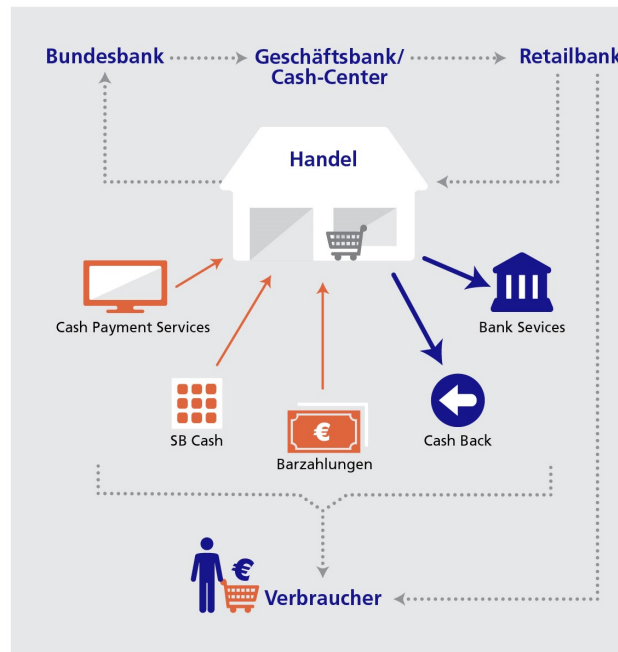 Bundesbank
Geschäftsbank/
Cash-Center
Retailbank
Handel
Cash Payment Services
Bank Sevices
SB Cash
€
Barzahlungen
Cash Back
€
Verbraucher